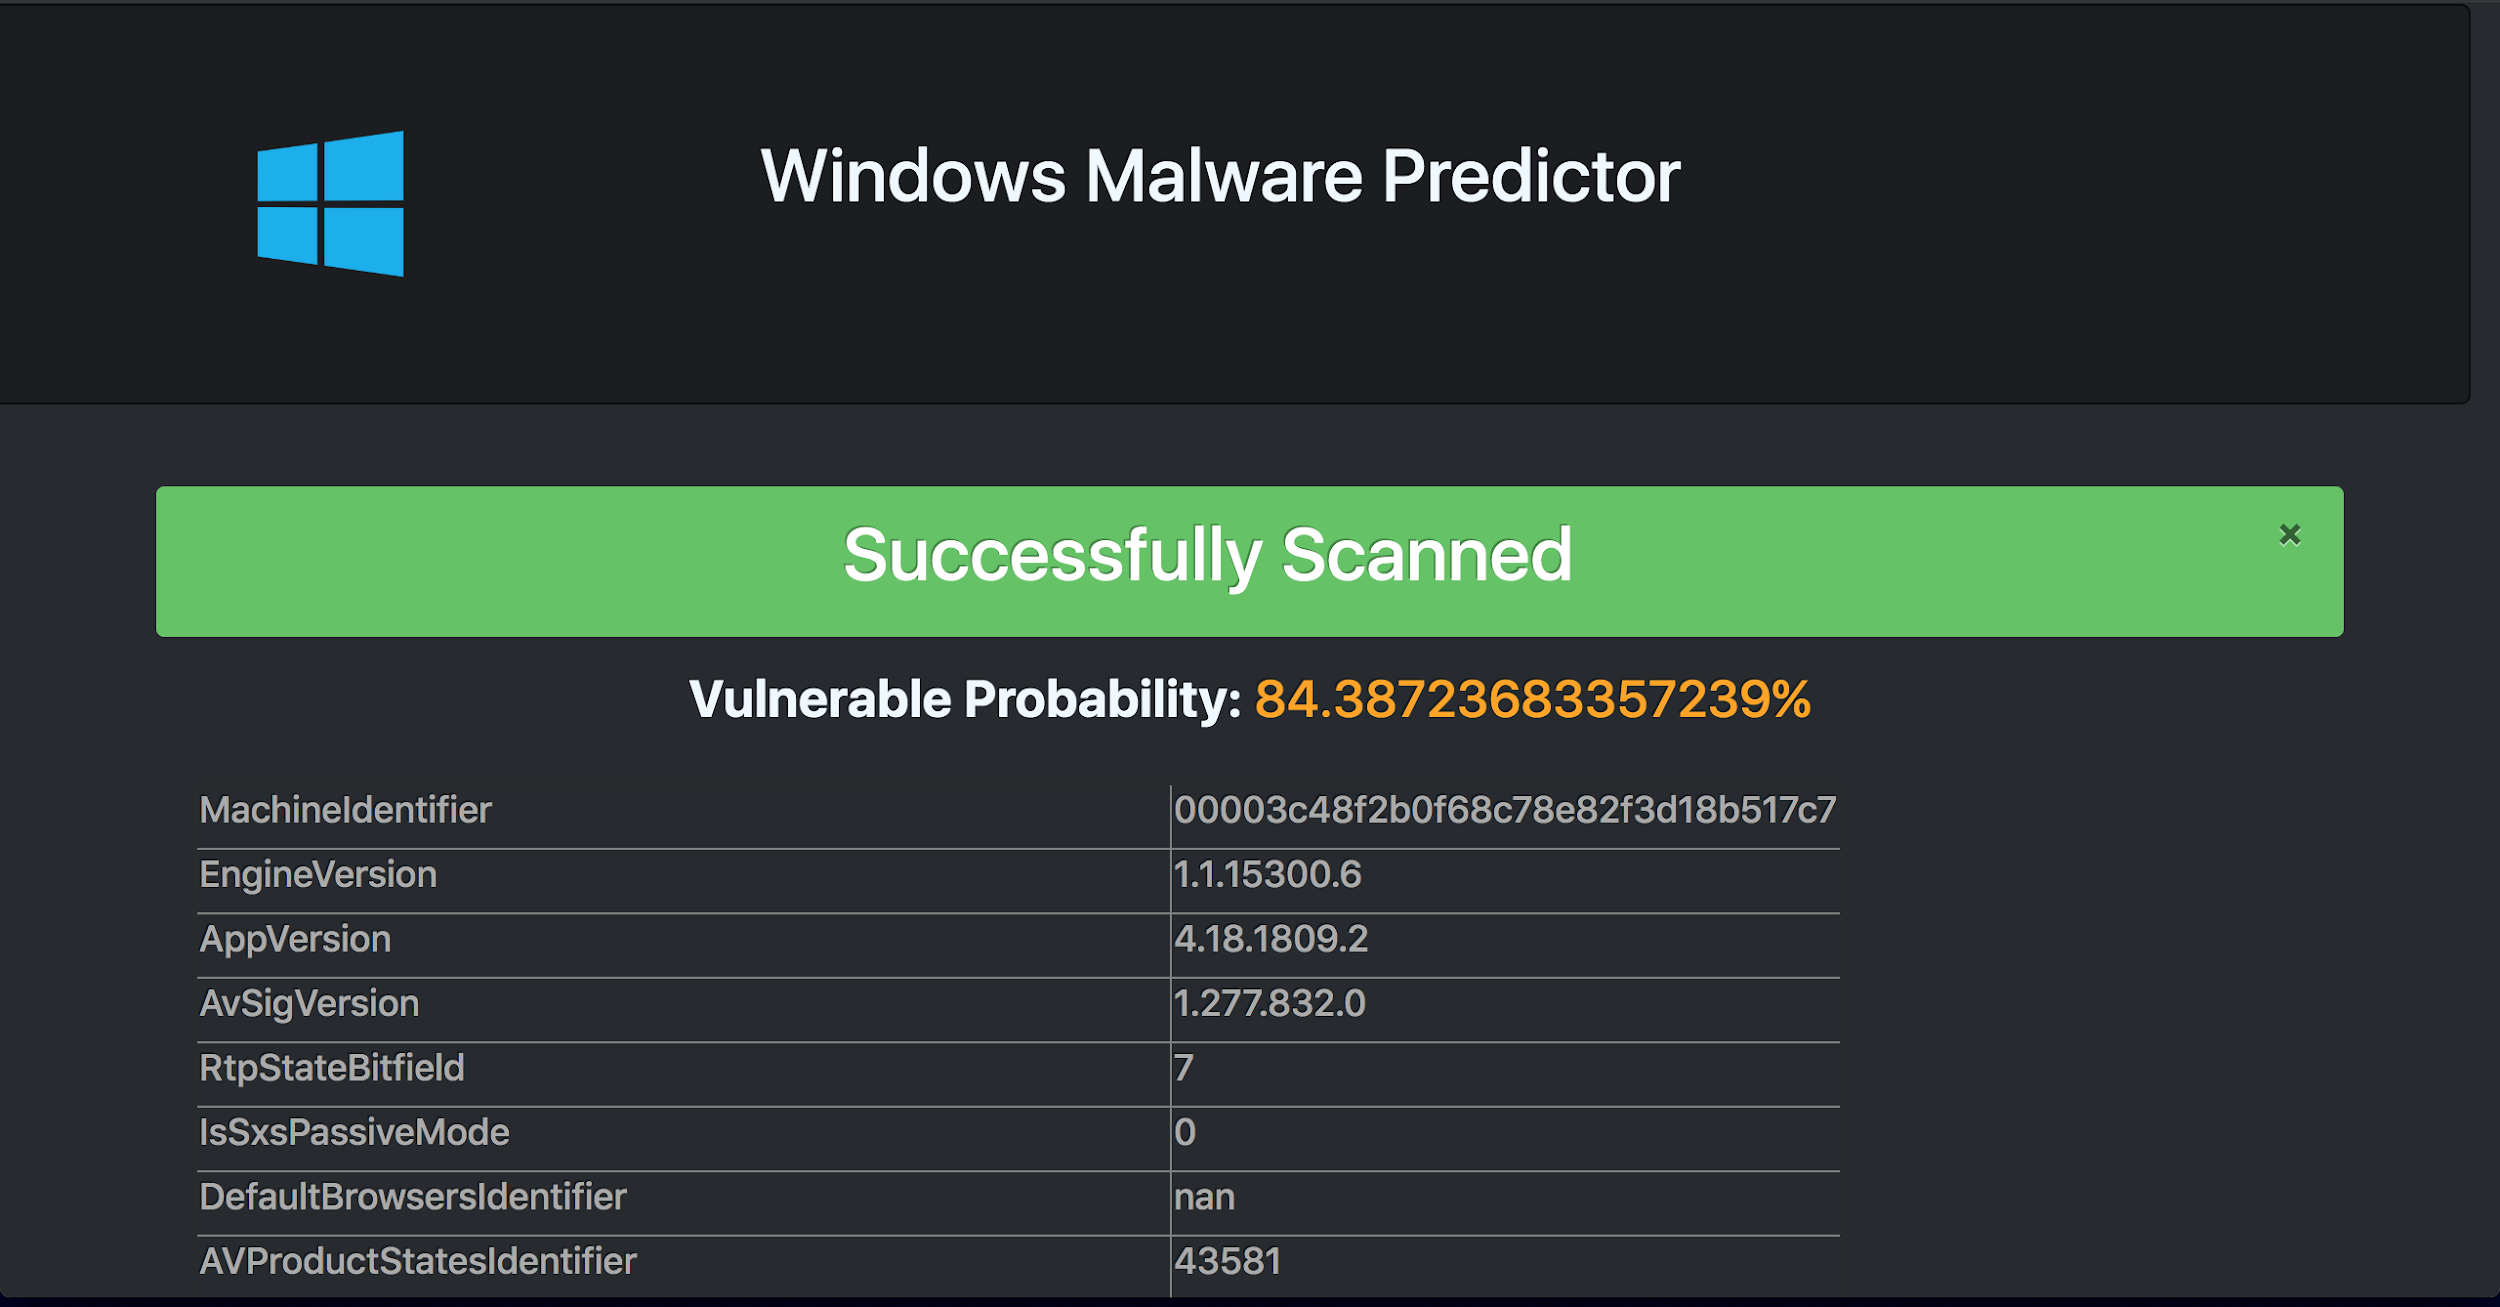 Windows Malware Predictor
Successfully Scanned ×
Vulnerable Probability: 84.38723683357239%
MachineIdentifier 00003c48f2b0f68c78e82f3d18b517c7
EngineVersion 1.1.15300.6
AppVersion 4.18.1809.2
AvSigVersion 1.277.832.0
RtpStateBitfield 7
IsSxsPassiveMode 0
DefaultBrowsersIdentifier nan
AVProductStatesIdentifier 43581